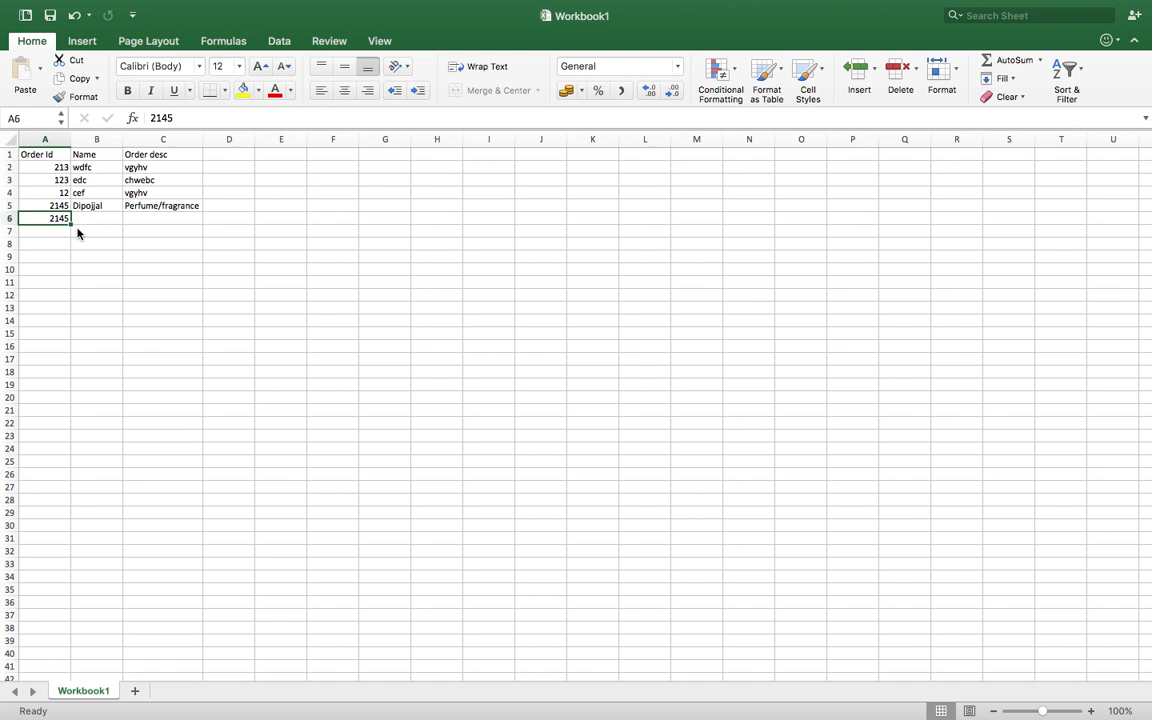 Workbook1
Search Sheet
Home Insert Page Layout Formulas Data Review View
Paste
Cut
Copy
Format
Calibri (Body) 12
B I U
Wrap Text
Merge & Center
General
Conditional Formatting
Format as Table
Cell Styles
Insert
Delete
Format
AutoSum
Fill
Clear
Sort & Filter
A6 fx 2145
A B C D E F G H I J K L M N O P Q R S T U
1 Order Id Name Order desc
2 213 wdfc vgyhv
3 123 edc chwebc
4 12 cef vgyhv
5 2145 Dipojjal Perfume/fragrance
6 2145
7
8
9
10
11
12
13
14
15
16
17
18
19
20
21
22
23
24
25
26
27
28
29
30
31
32
33
34
35
36
37
38
39
40
41
42
Workbook1
Ready
100%